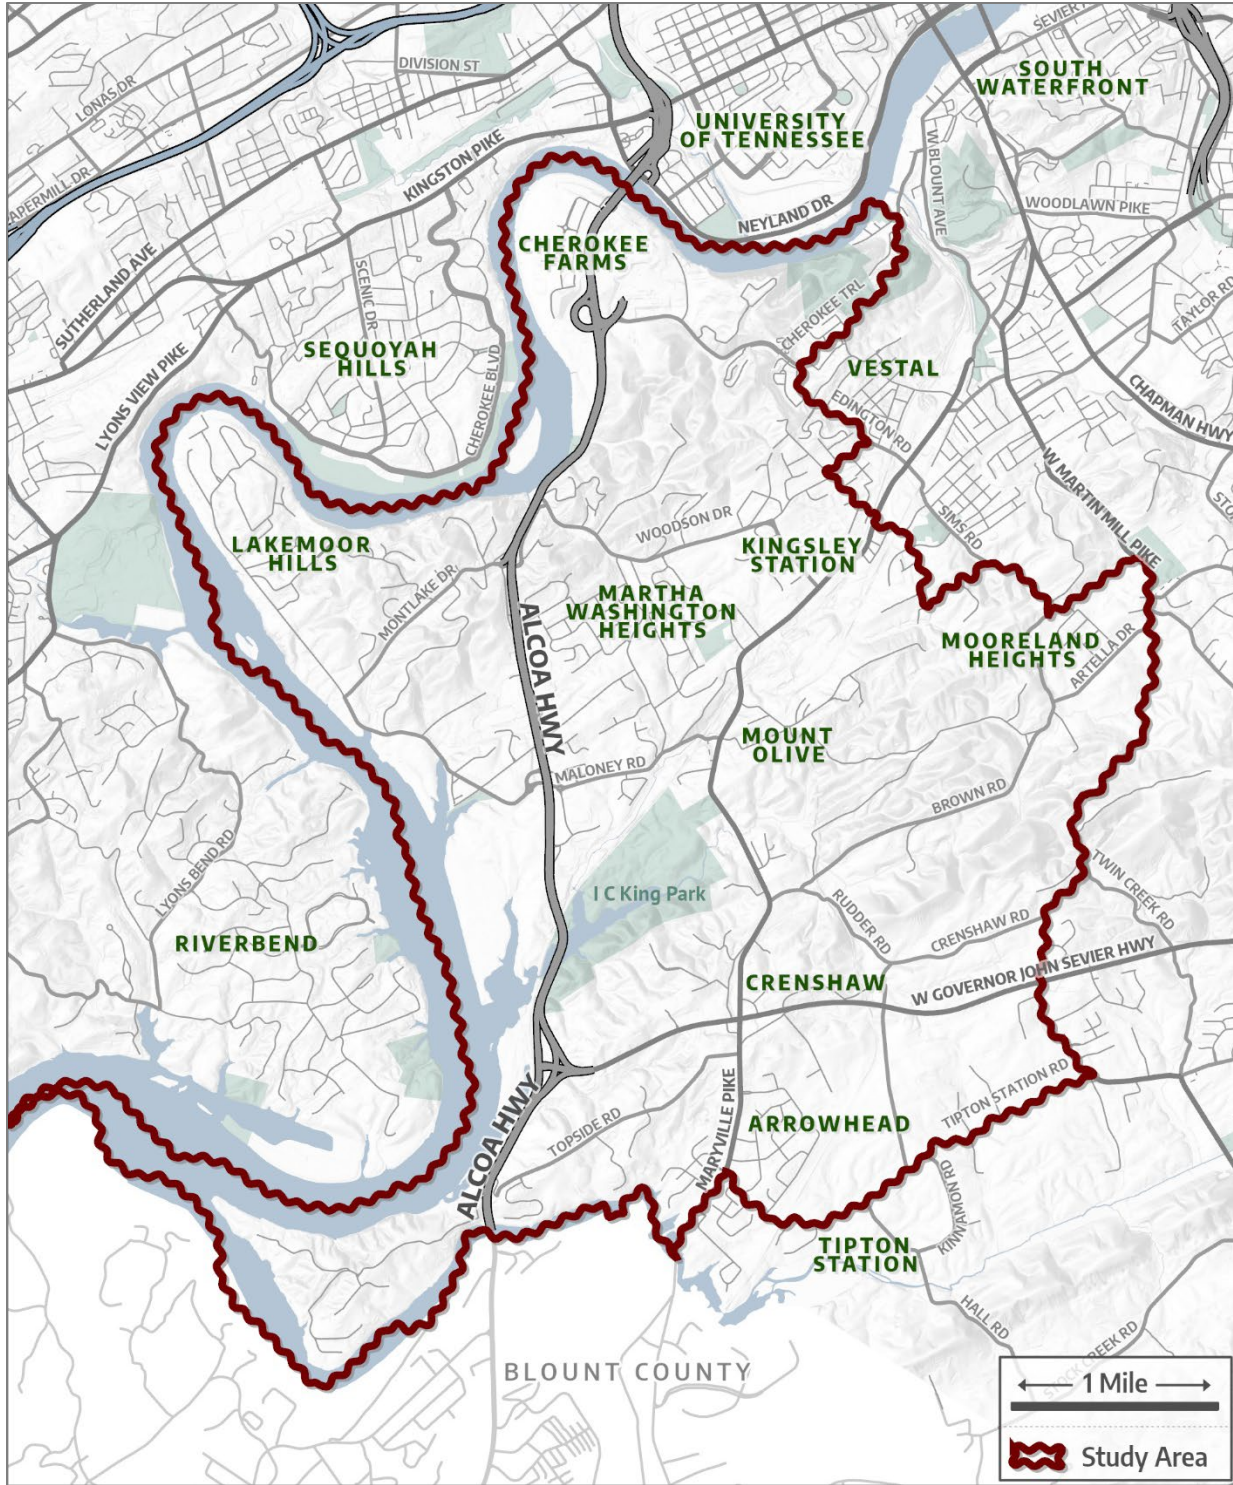 SEVIER
SOUTH
WATERFRONT
DIVISION ST
LONAS DR
UNIVERSITY
OF TENNESSEE
W BLOUNT AVE
KINGSTON PIKE
APERMILL DR
WOODLAWN PIKE
NEYLAND DR
CHEROKEE
FARMS
SUTHERLAND AVE
SCENIC DR
TAYLOR RD
CHEROKEE TRL
SEQUOYAH
HILLS
CHEROKEE BLVD
VESTAL
LYONS VIEW PIKE
EDINGTON RD
CHAPMAN HWY
W MARTIN MILL PIKE
SIMS RD
WOODSON DR
LAKEMOOR
HILLS
KINGSLEY
STATION
MONTLAKE DR
MARTHA
WASHINGTON
HEIGHTS
ALCOA HWY
MOORELAND
HEIGHTS
ARTELLA DR
MOUNT
OLIVE
MALONEY RD
BROWN RD
LYONS BEND RD
I C King Park
TWIN CREEK RD
RUDDER RD
CRENSHAW RD
RIVERBEND
W GOVERNOR JOHN SEVIER HWY
CRENSHAW
TIPTON STATION RD
ALCOA HWY
TOPSIDE RD
MARYVILLE PIKE
ARROWHEAD
KINNAMON RD
TIPTON
STATION
HALL RD
STOCK CREEK RD
BLOUNT COUNTY
1 Mile
Study Area